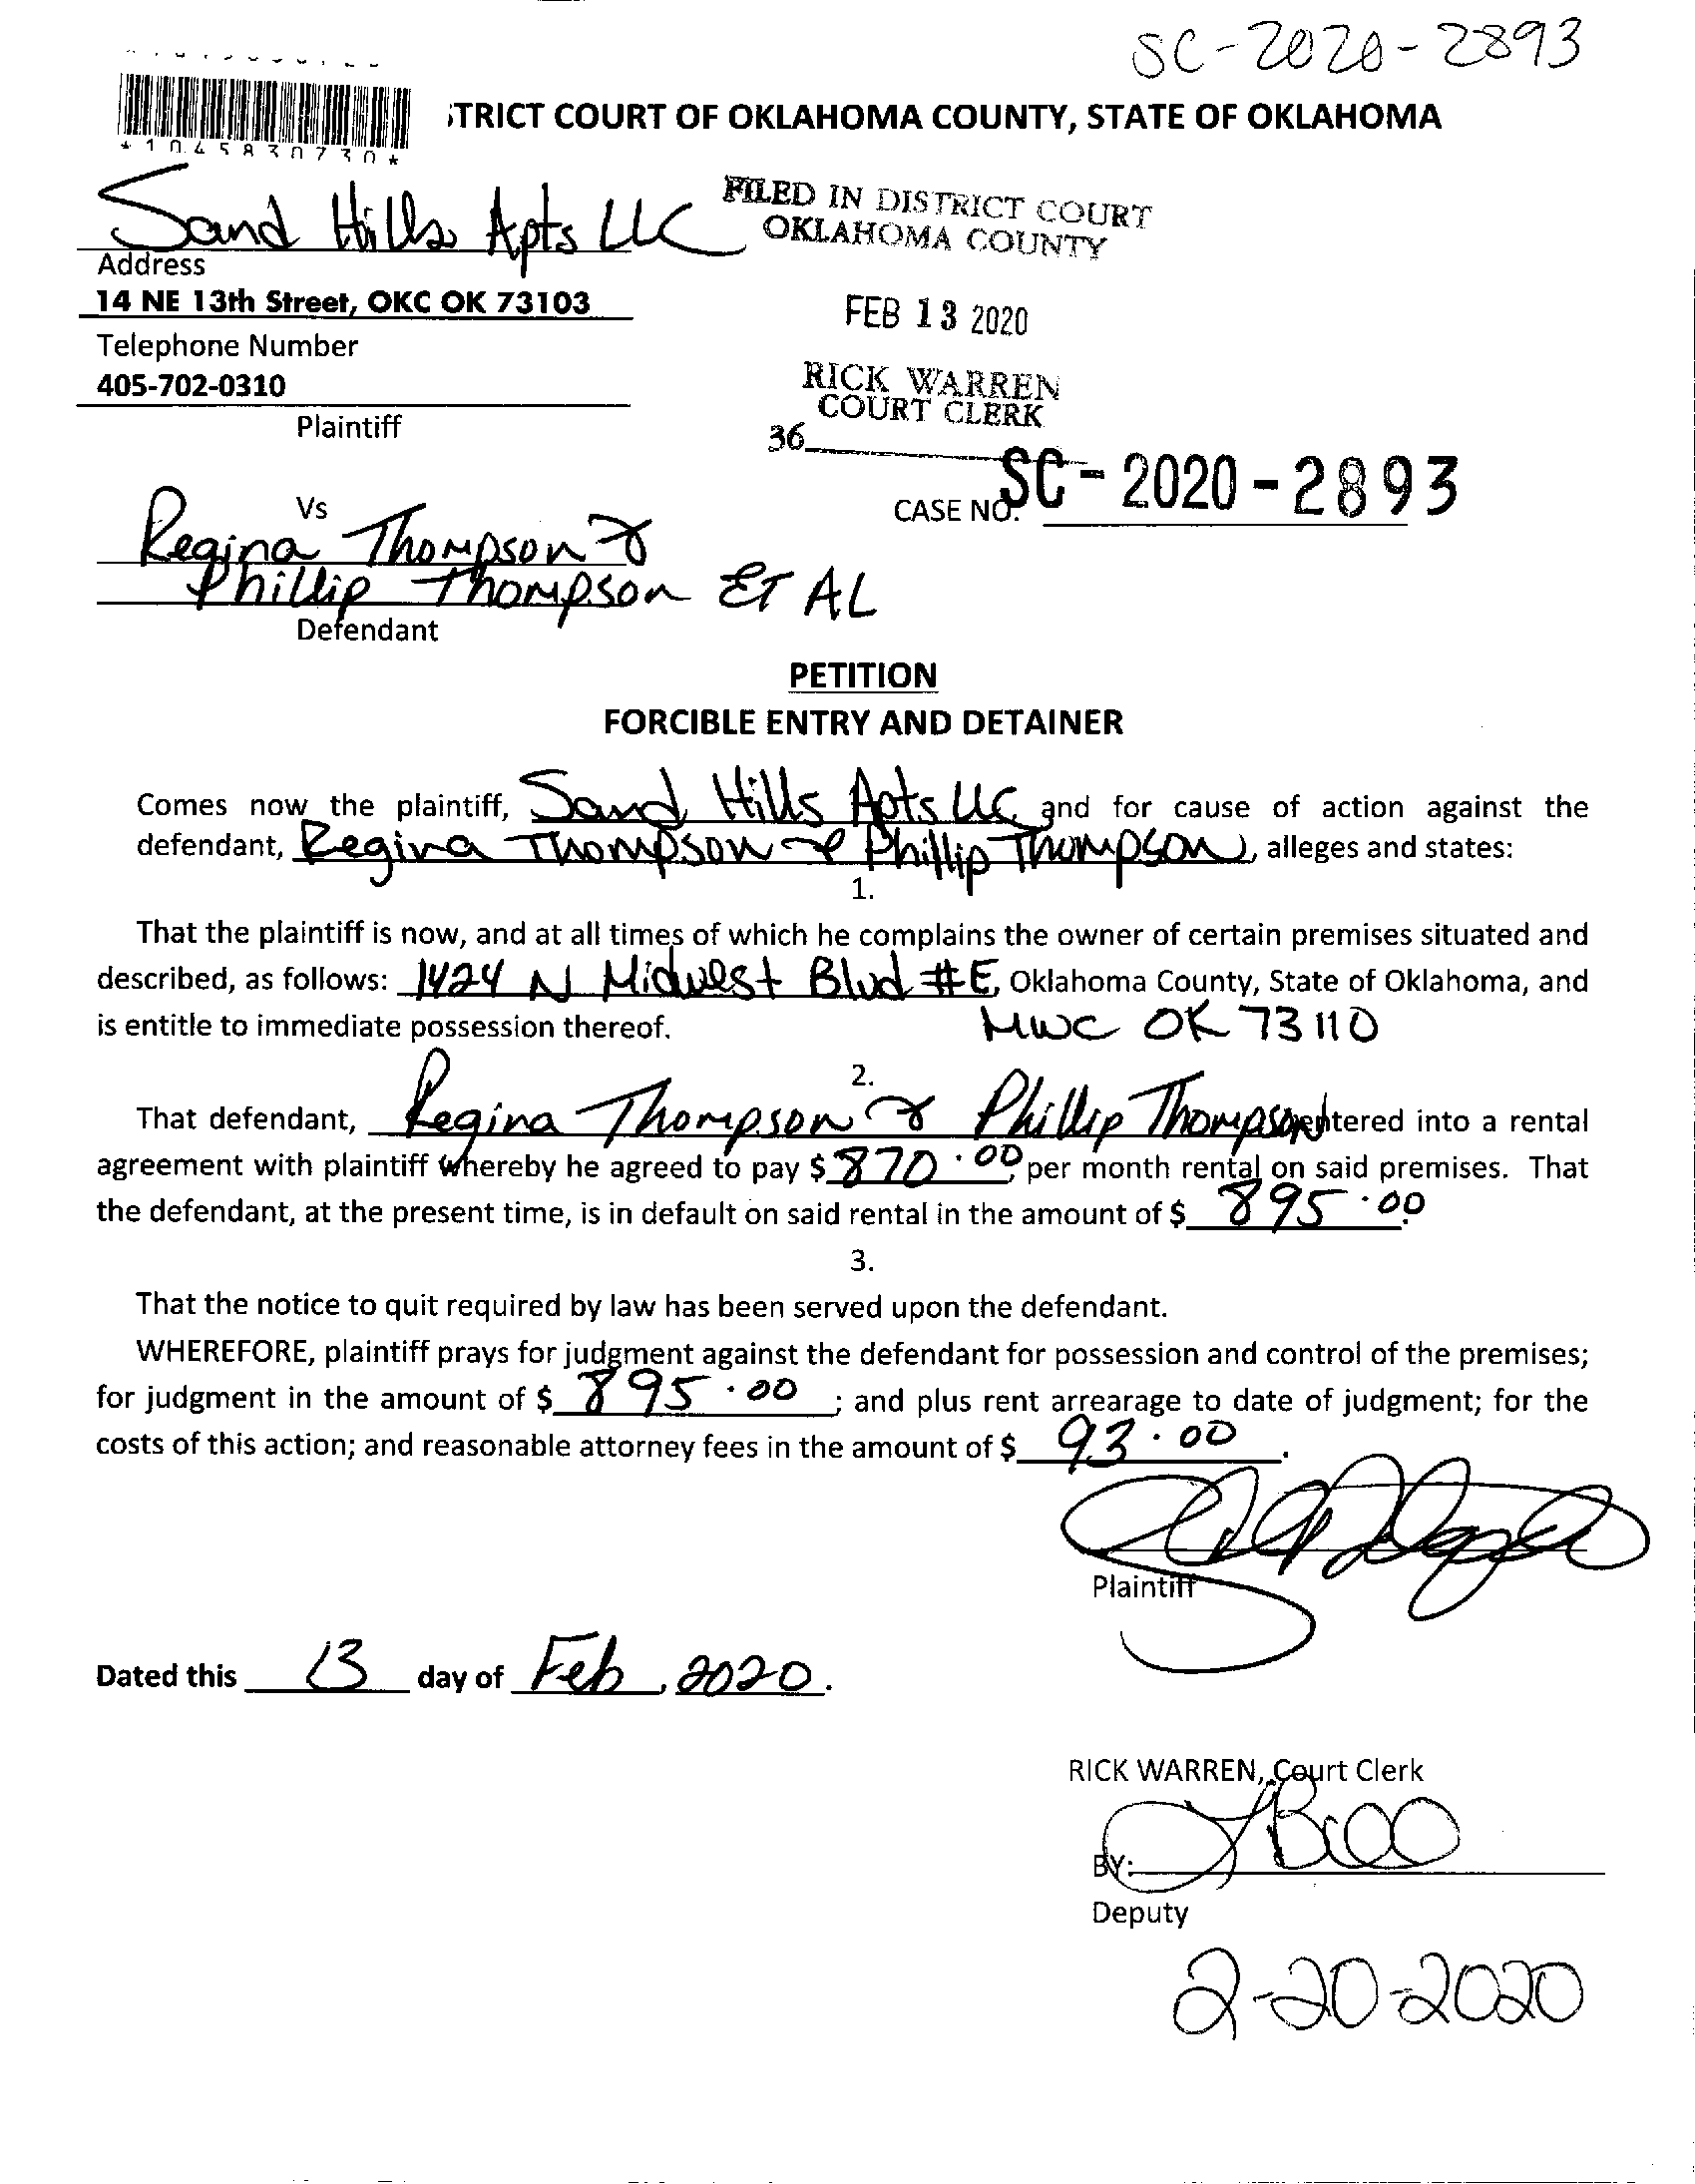 SC-2020-2893
TRICT COURT OF OKLAHOMA COUNTY, STATE OF OKLAHOMA
*1045830730*
Sand Hills Apts LLC
FILED IN DISTRICT COURT
OKLAHOMA COUNTY
Address
14 NE 13th Street, OKC OK 73103
FEB 13 2020
Telephone Number
405-702-0310
RICK WARREN
COURT CLERK
Plaintiff
36
CASE NO. SC-2020-2893
Vs
Regina Thompson &
Phillip Thompson ET AL
Defendant
PETITION
FORCIBLE ENTRY AND DETAINER
Comes now the plaintiff, Sand Hills Apts LLC and for cause of action against the
defendant, Regina Thompson & Phillip Thompson, alleges and states:
1.
That the plaintiff is now, and at all times of which he complains the owner of certain premises situated and
described, as follows: 1424 N Midwest Blvd #E, Oklahoma County, State of Oklahoma, and
is entitle to immediate possession thereof. MWC OK 73110
2.
That defendant, Regina Thompson & Phillip Thompson entered into a rental
agreement with plaintiff whereby he agreed to pay $ 870.00, per month rental on said premises. That
the defendant, at the present time, is in default on said rental in the amount of $ 895.00.
3.
That the notice to quit required by law has been served upon the defendant.
WHEREFORE, plaintiff prays for judgment against the defendant for possession and control of the premises;
for judgment in the amount of $ 895.00 ; and plus rent arrearage to date of judgment; for the
costs of this action; and reasonable attorney fees in the amount of $ 93.00.
Plaintiff
Dated this 13 day of Feb, 2020.
RICK WARREN, Court Clerk
BY:
Deputy
2-20-2020